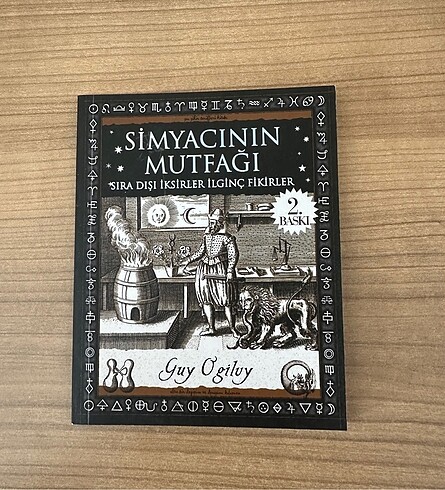 SİMYACININ
MUTFAĞI
SIRA DIŞI İKSİRLER İLGİNÇ FİKİRLER
2.
BASKI
Guy Ogilvy